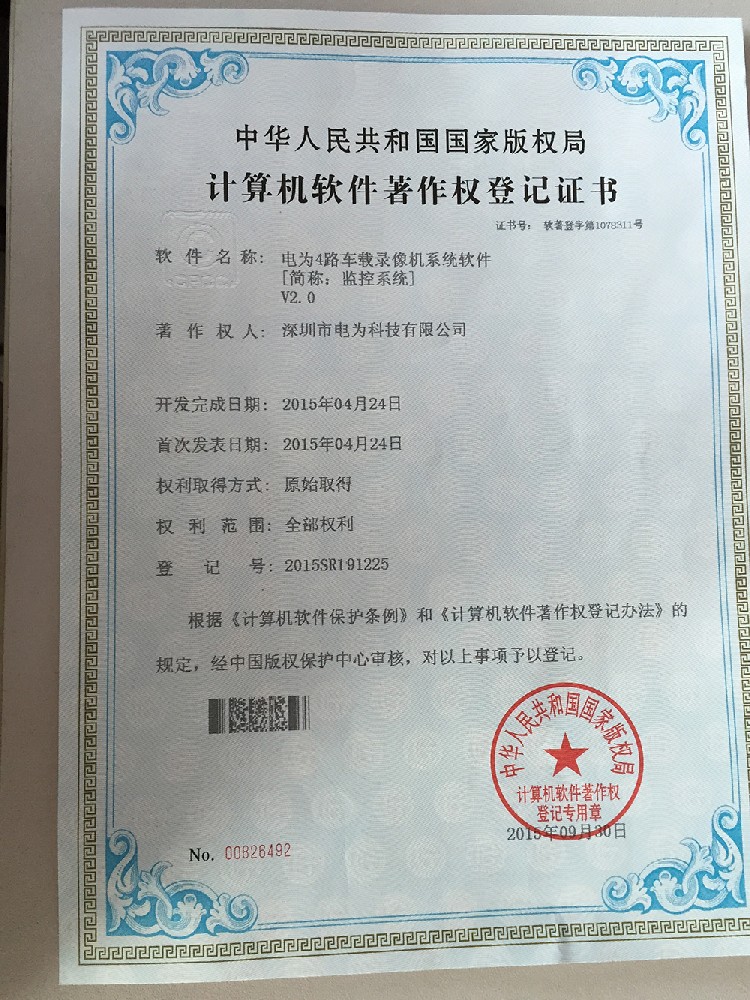 中华人民共和国国家版权局
计算机软件著作权登记证书
证书号： 软著登字第1078311号
软件名称： 电为4路车载录像机系统软件
[简称：监控系统]
V2.0
著作权人： 深圳市电为科技有限公司
开发完成日期： 2015年04月24日
首次发表日期： 2015年04月24日
权利取得方式： 原始取得
权利范围： 全部权利
登记号： 2015SR191225
根据《计算机软件保护条例》和《计算机软件著作权登记办法》的
规定，经中国版权保护中心审核，对以上事项予以登记。
中华人民共和国国家版权局
计算机软件著作权
登记专用章
2015年09月30日
No. 00826492